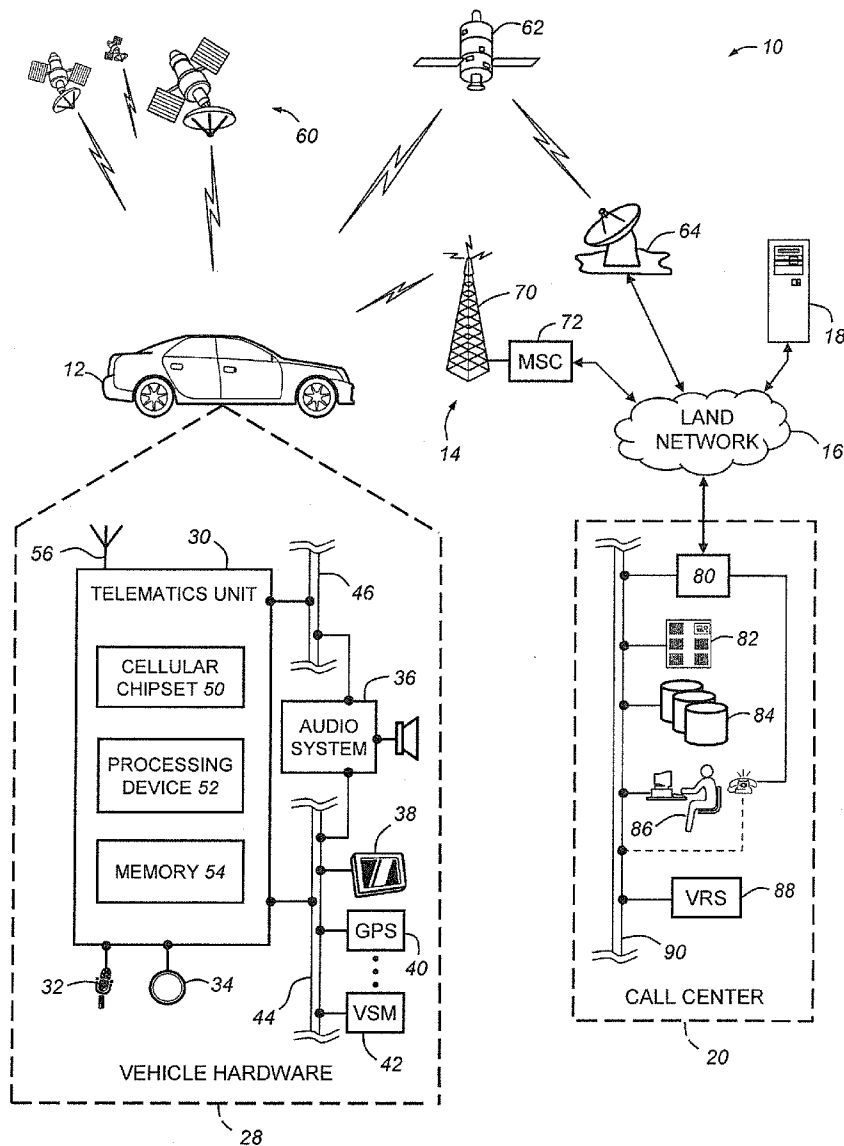 62
10
60
64
70
72
MSC
18
12
LAND
NETWORK
16
14
56
30
46
TELEMATICS UNIT
CELLULAR
CHIPSET 50
36
AUDIO
SYSTEM
PROCESSING
DEVICE 52
38
MEMORY 54
GPS
40
32
34
44
VSM
42
VEHICLE HARDWARE
28
80
82
84
86
VRS
88
90
CALL CENTER
20